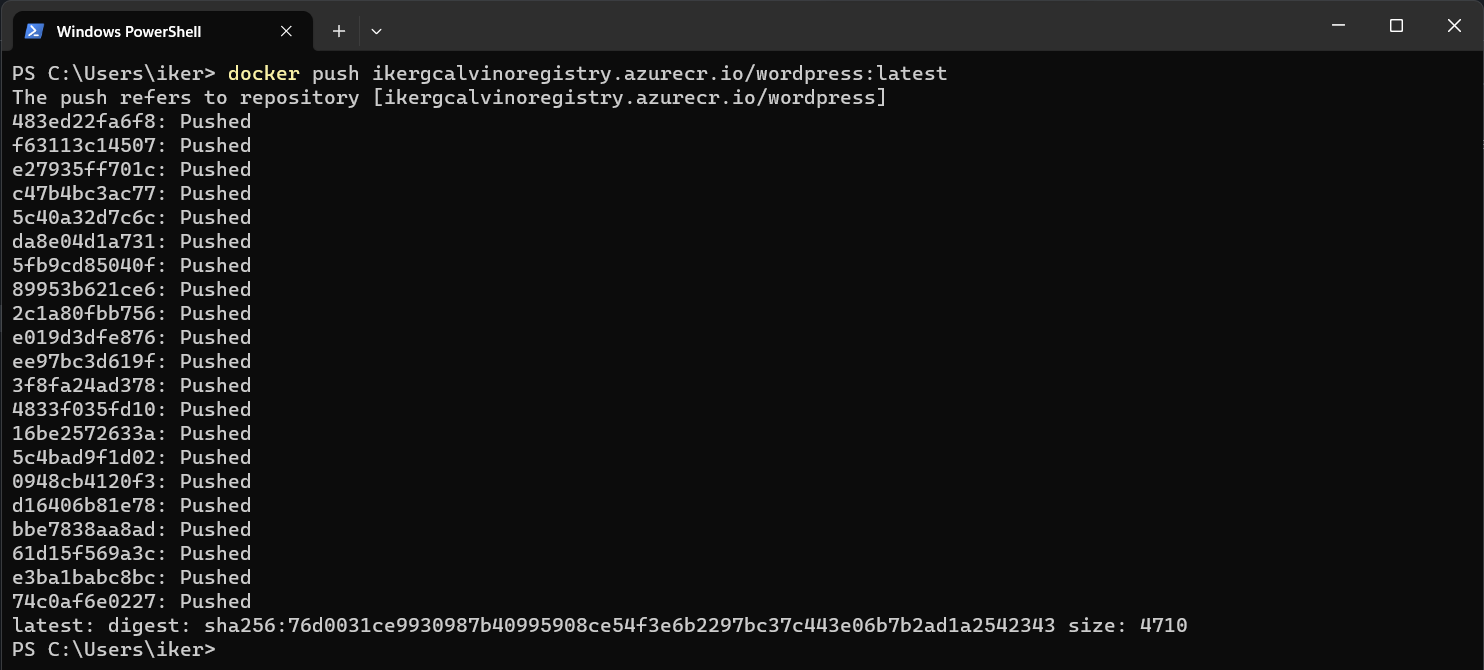 Windows PowerShell
PS C:\Users\iker> docker push ikergcalvinoregistry.azurecr.io/wordpress:latest
The push refers to repository [ikergcalvinoregistry.azurecr.io/wordpress]
483ed22fa6f8: Pushed
f63113c14507: Pushed
e27935ff701c: Pushed
c47b4bc3ac77: Pushed
5c40a32d7c6c: Pushed
da8e04d1a731: Pushed
5fb9cd85040f: Pushed
89953b621ce6: Pushed
2c1a80fbb756: Pushed
e019d3dfe876: Pushed
ee97bc3d619f: Pushed
3f8fa24ad378: Pushed
4833f035fd10: Pushed
16be2572633a: Pushed
5c4bad9f1d02: Pushed
0948cb4120f3: Pushed
d16406b81e78: Pushed
bbe7838aa8ad: Pushed
61d15f569a3c: Pushed
e3ba1babc8bc: Pushed
74c0af6e0227: Pushed
latest: digest: sha256:76d0031ce9930987b40995908ce54f3e6b2297bc37c443e06b7b2ad1a2542343 size: 4710
PS C:\Users\iker>